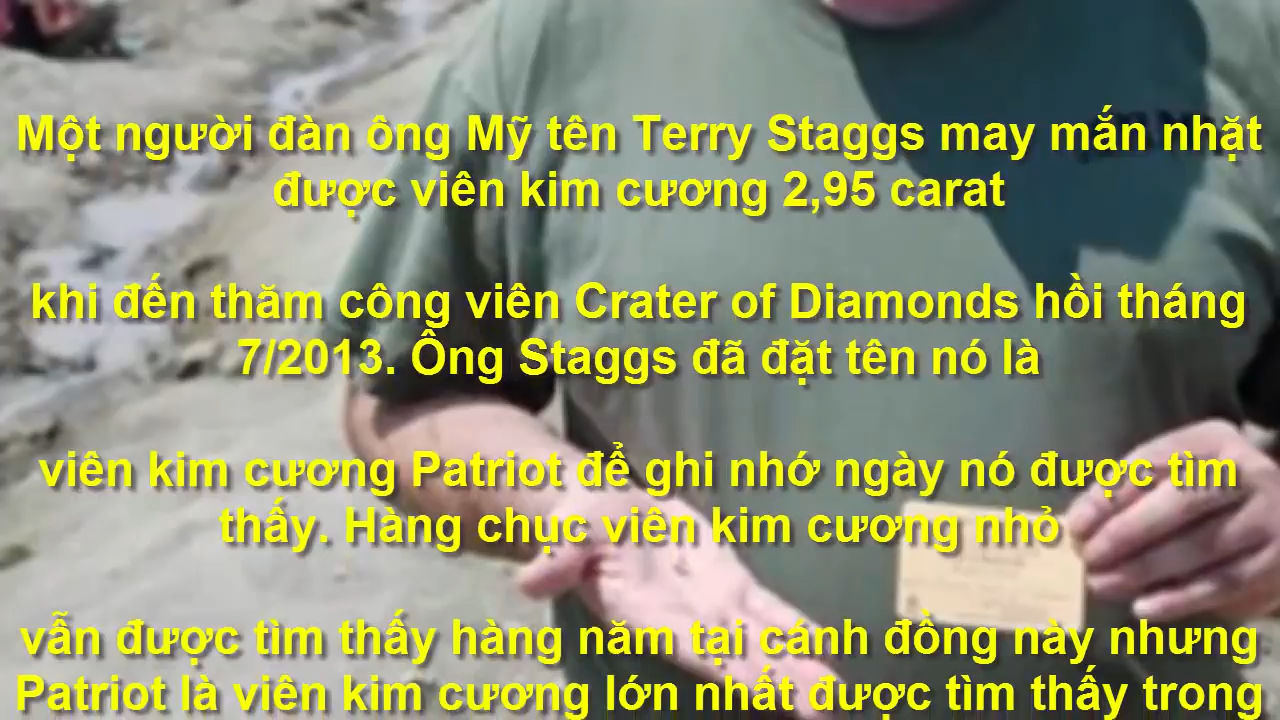 Một người đàn ông Mỹ tên Terry Staggs may mắn nhặt
được viên kim cương 2,95 carat
khi đến thăm công viên Crater of Diamonds hồi tháng
7/2013. Ông Staggs đã đặt tên nó là
viên kim cương Patriot để ghi nhớ ngày nó được tìm
thấy. Hàng chục viên kim cương nhỏ
vẫn được tìm thấy hàng năm tại cánh đồng này nhưng
Patriot là viên kim cương lớn nhất được tìm thấy trong